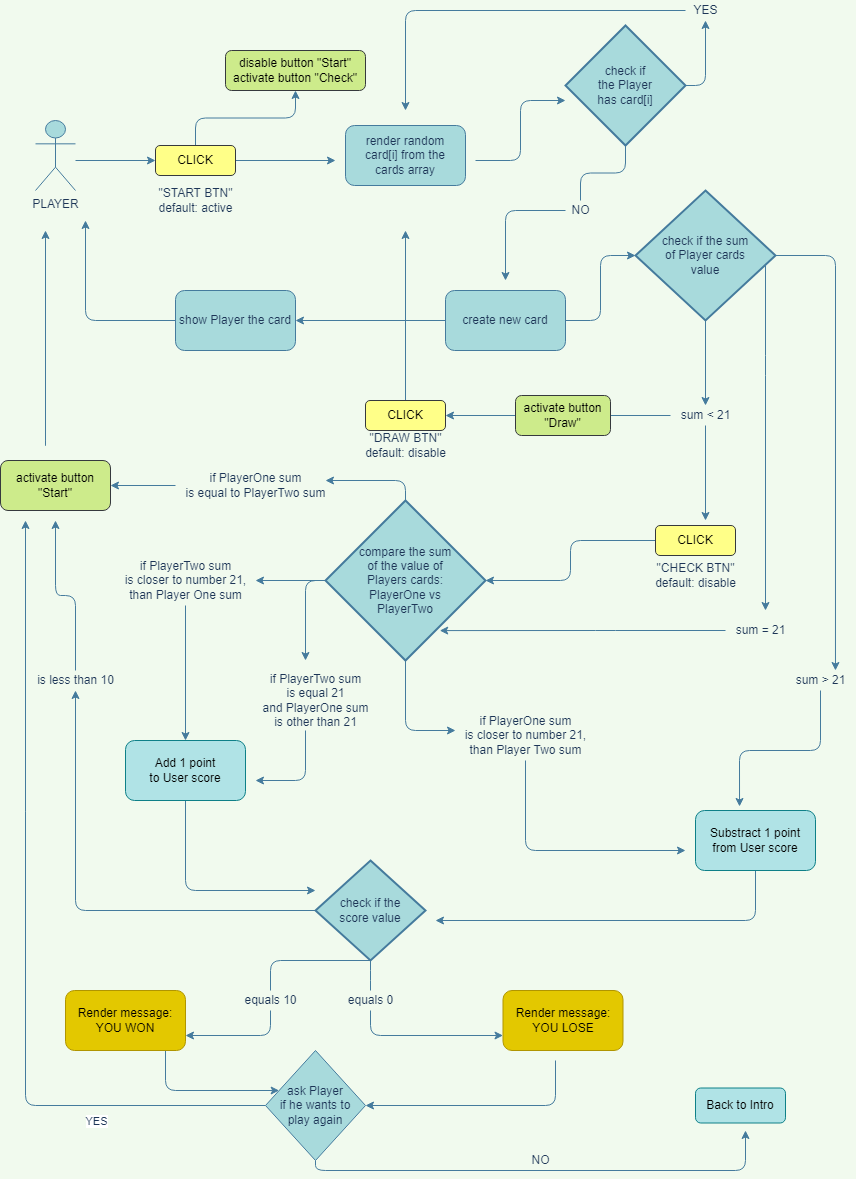 YES
disable button "Start"
activate button "Check"
check if
the Player
has card[i]
CLICK
render random
card[i] from the
cards array
"START BTN"
default: active
PLAYER
NO
check if the sum
of Player cards
value
show Player the card
create new card
CLICK
"DRAW BTN"
default: disable
activate button
"Draw"
sum < 21
activate button
"Start"
if PlayerOne sum
is equal to PlayerTwo sum
CLICK
"CHECK BTN"
default: disable
compare the sum
of the value of
Players cards:
PlayerOne vs
PlayerTwo
if PlayerTwo sum
is closer to number 21,
than Player One sum
sum = 21
is less than 10
if PlayerTwo sum
is equal 21
and PlayerOne sum
is other than 21
sum > 21
if PlayerOne sum
is closer to number 21,
than Player Two sum
Add 1 point
to User score
Substract 1 point
from User score
check if the
score value
equals 10
equals 0
Render message:
YOU WON
Render message:
YOU LOSE
ask Player
if he wants to
play again
Back to Intro
YES
NO